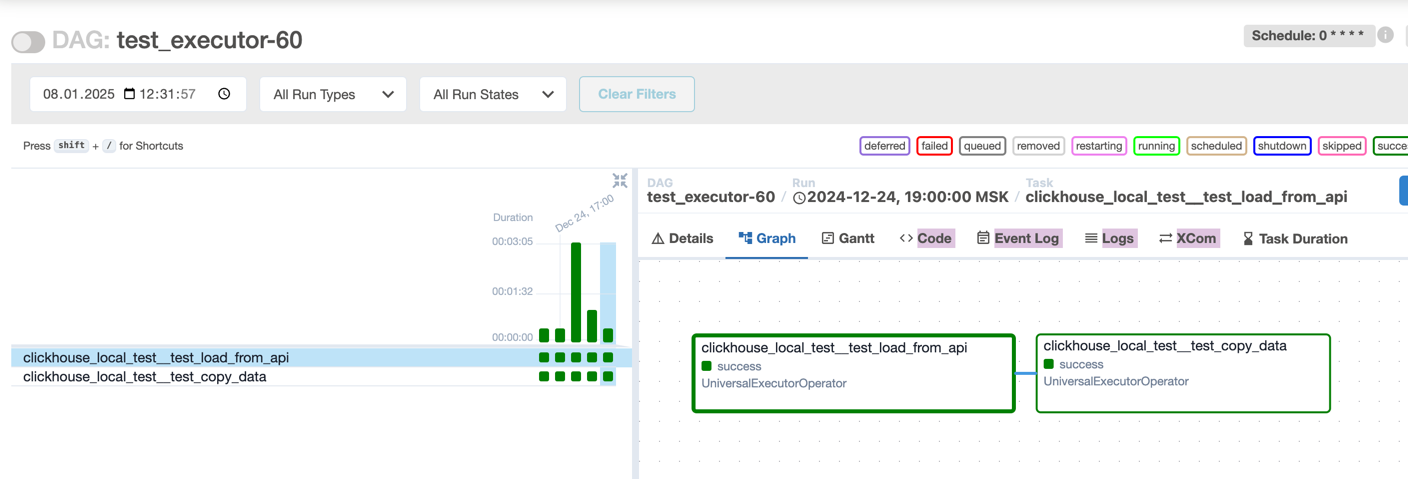 DAG: test_executor-60
Schedule: 0 * * * *
08.01.2025 12:31:57
All Run Types
All Run States
Clear Filters
Press shift + / for Shortcuts
deferred failed queued removed restarting running scheduled shutdown skipped succe
Dec 24, 17:00
Duration
00:03:05
00:01:32
00:00:00
clickhouse_local_test__test_load_from_api
clickhouse_local_test__test_copy_data
DAG
test_executor-60
/
Run
2024-12-24, 19:00:00 MSK
/
Task
clickhouse_local_test__test_load_from_api
Details
Graph
Gantt
Code
Event Log
Logs
XCom
Task Duration
clickhouse_local_test__test_load_from_api
success
UniversalExecutorOperator
clickhouse_local_test__test_copy_data
success
UniversalExecutorOperator